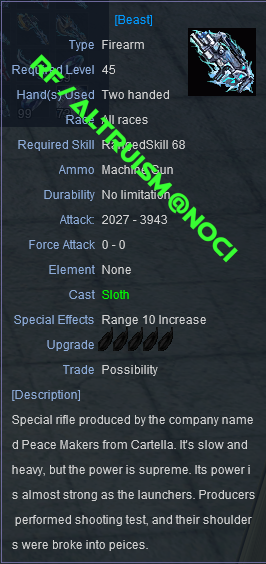 [Beast]
Type Firearm
Required Level 45
Hand(s) Used Two handed
Race All races
99
Required Skill RangedSkill 68
Ammo Machine Gun
Durability No limitation
Attack: 2027 - 3943
Force Attack 0 - 0
Element None
Cast Sloth
Special Effects Range 10 Increase
Upgrade
Trade Possibility
RF / ALTRUISM @NOCI
[Description]
Special rifle produced by the company name
d Peace Makers from Cartella. It's slow and
heavy, but the power is supreme. Its power i
s almost strong as the launchers. Producers
performed shooting test, and their shoulder
s were broke into peices.